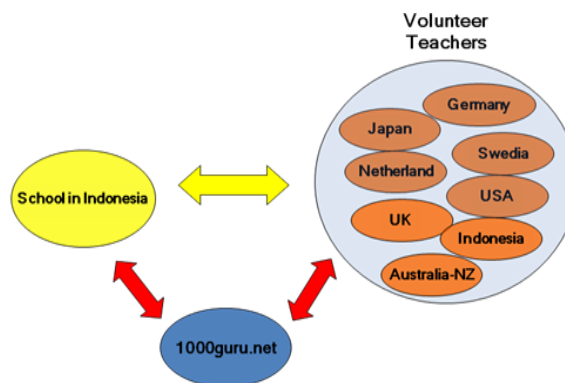 Volunteer
Teachers
Germany
Japan
Swedia
Netherland
USA
School in Indonesia
UK
Indonesia
Australia-NZ
1000guru.net